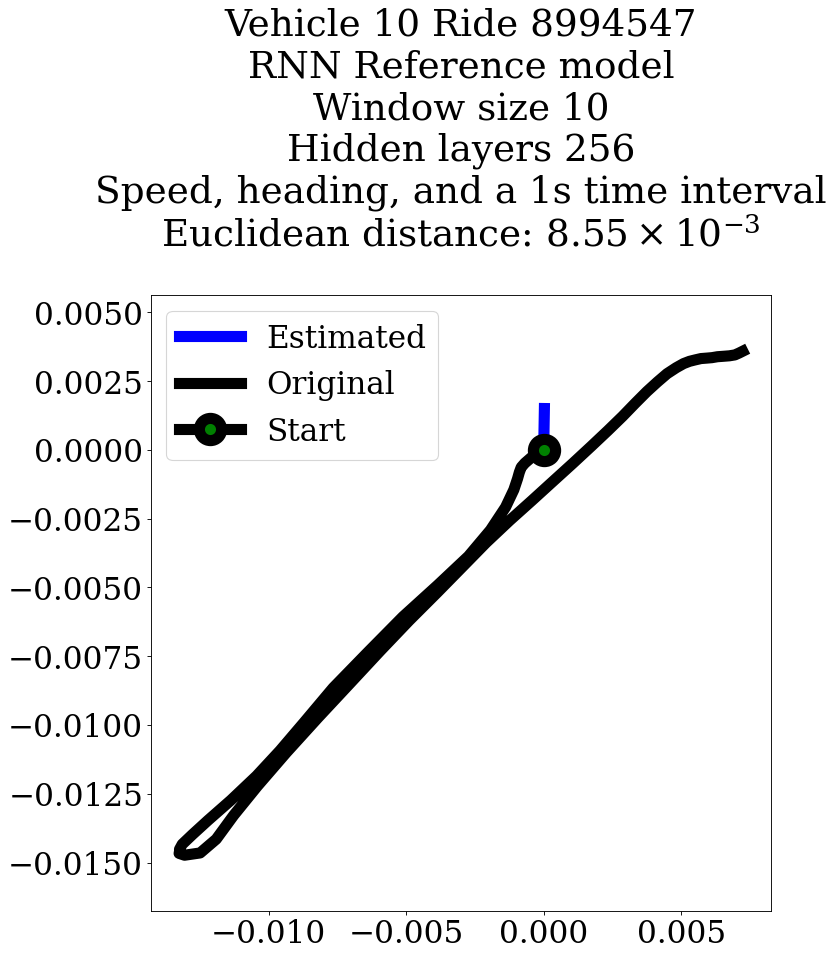 Vehicle 10 Ride 8994547
RNN Reference model
Window size 10
Hidden layers 256
Speed, heading, and a 1s time interval
Euclidean distance: 8.55 × 10⁻³
Estimated
Original
Start
0.0050
0.0025
0.0000
−0.0025
−0.0050
−0.0075
−0.0100
−0.0125
−0.0150
−0.010 −0.005 0.000 0.005